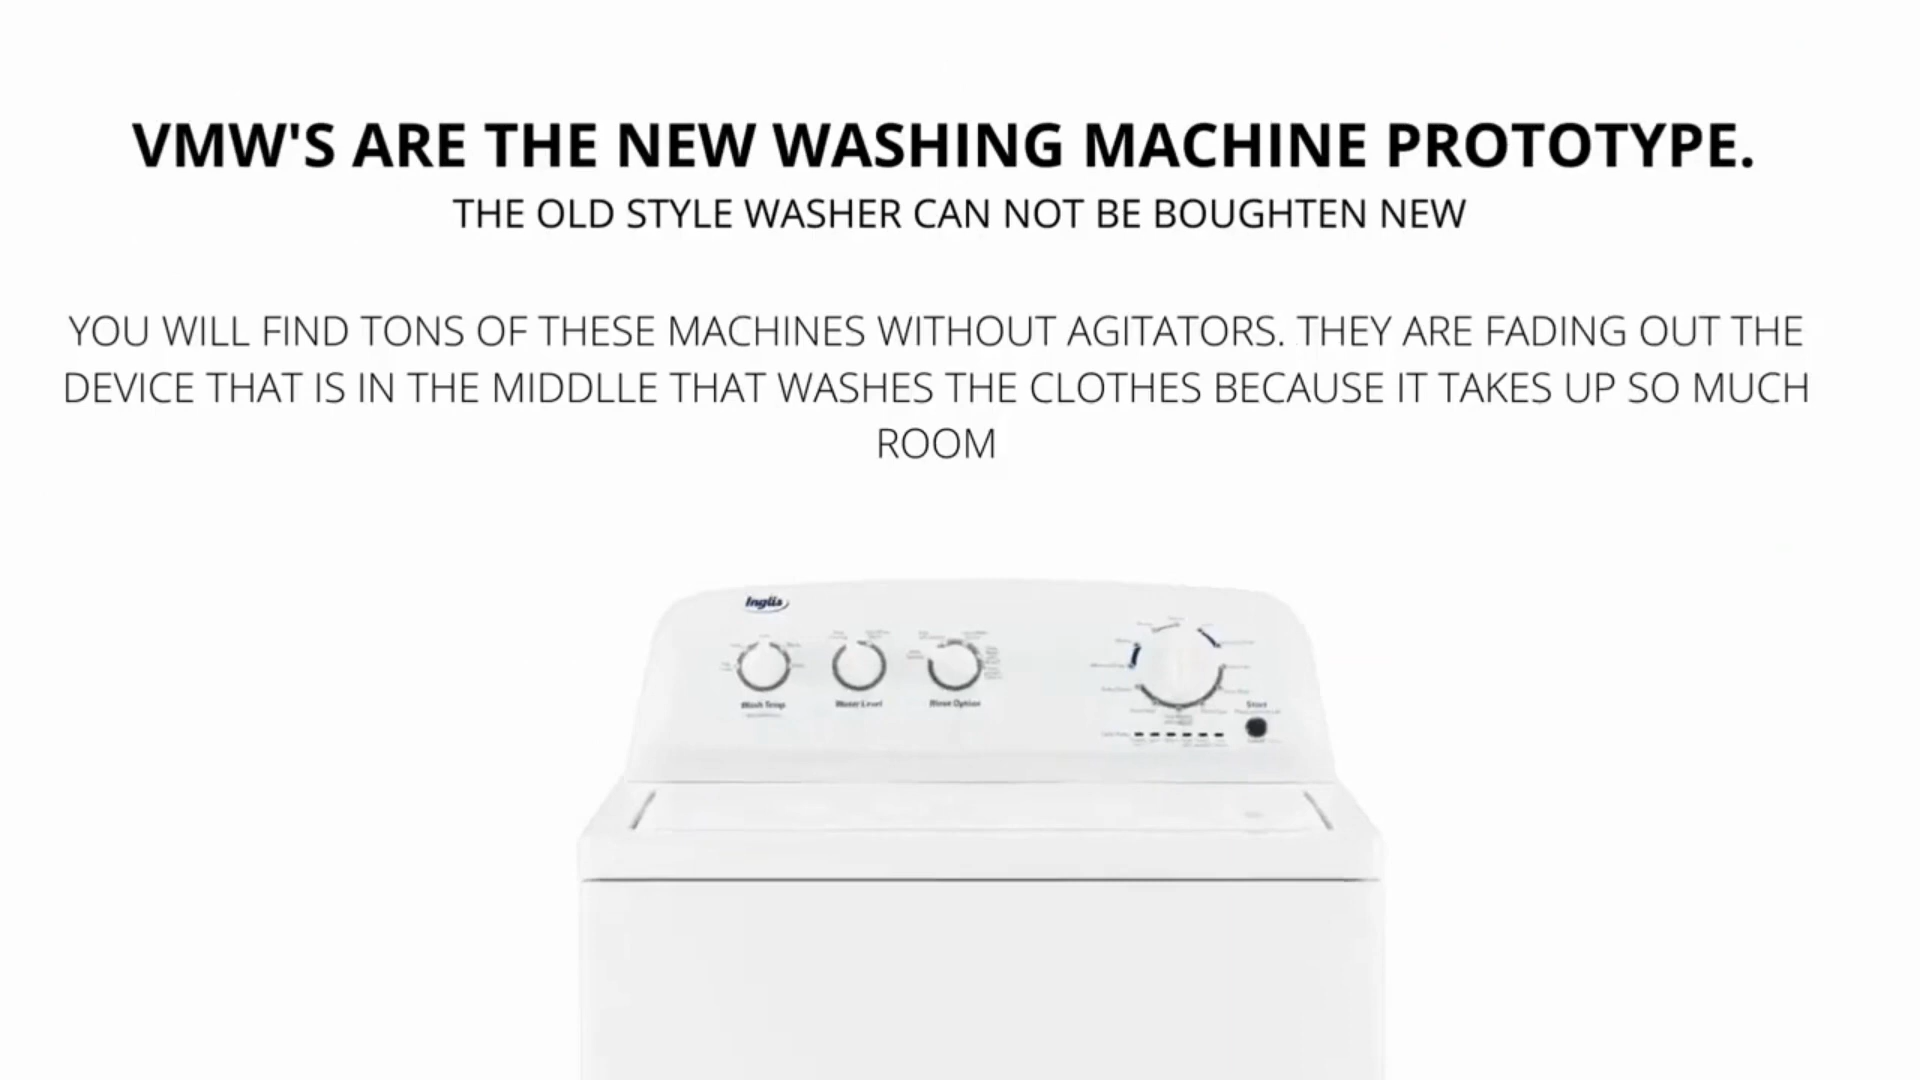 VMW'S ARE THE NEW WASHING MACHINE PROTOTYPE.
THE OLD STYLE WASHER CAN NOT BE BOUGHTEN NEW
YOU WILL FIND TONS OF THESE MACHINES WITHOUT AGITATORS. THEY ARE FADING OUT THE
DEVICE THAT IS IN THE MIDDLLE THAT WASHES THE CLOTHES BECAUSE IT TAKES UP SO MUCH
ROOM
Inglis
Wash Temp Water Level Rinse Option
Start